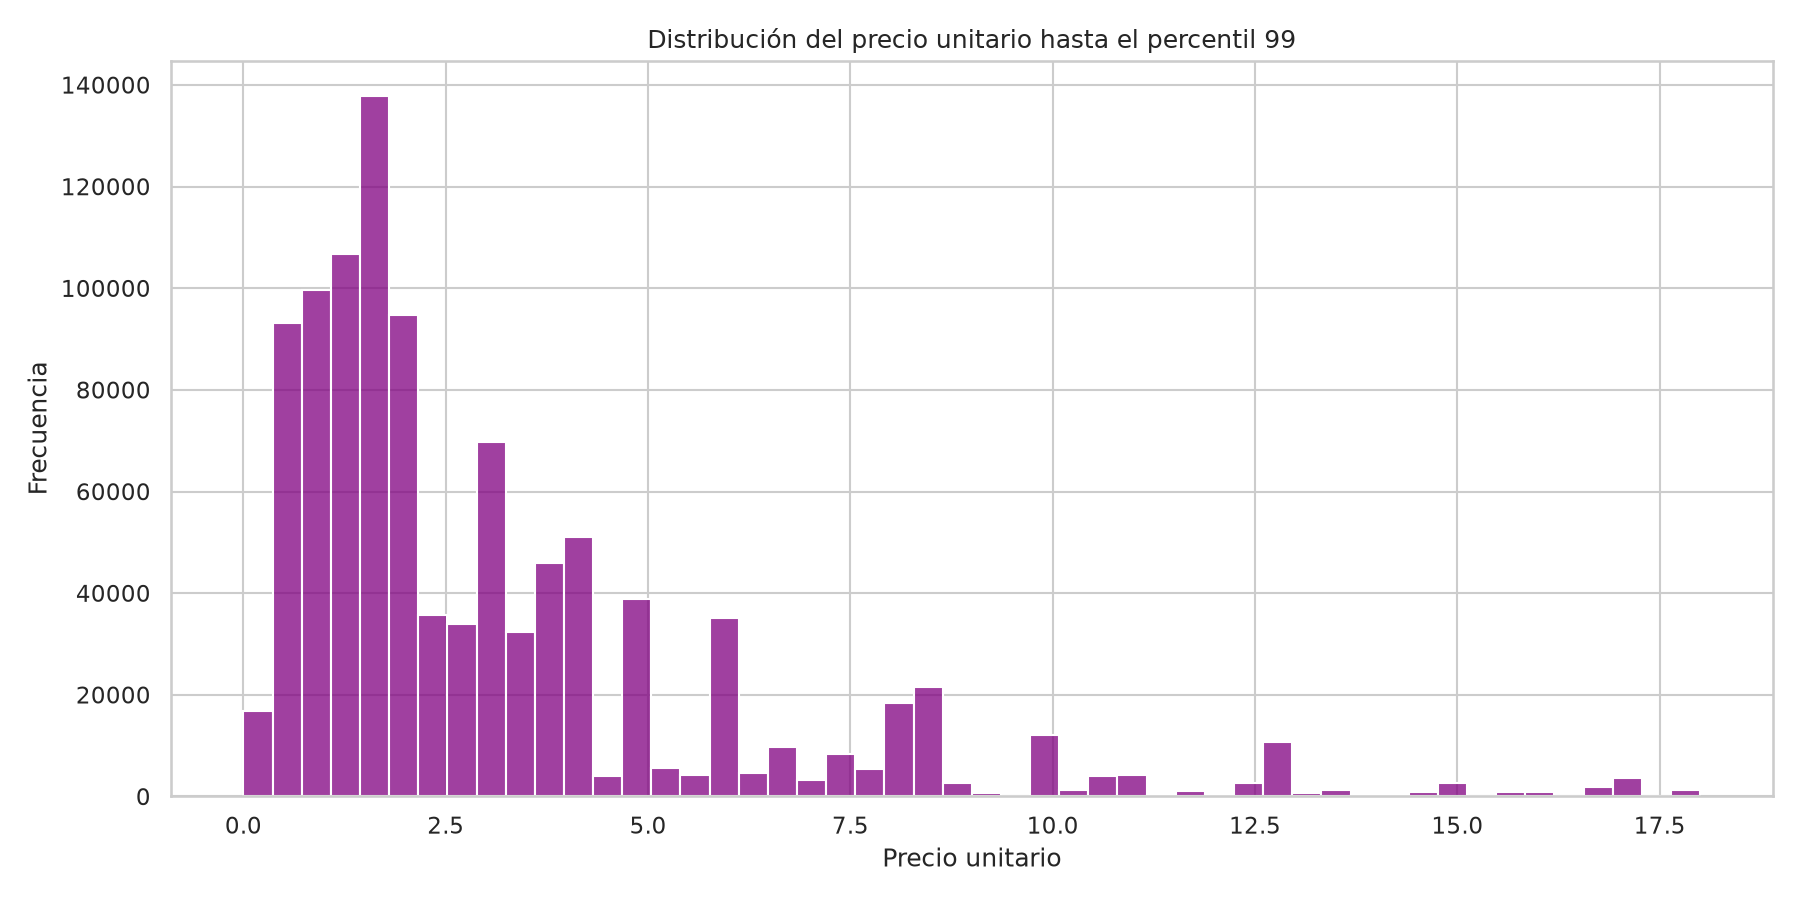 Distribución del precio unitario hasta el percentil 99
140000
120000
100000
80000
60000
40000
20000
0
Frecuencia
0.0 2.5 5.0 7.5 10.0 12.5 15.0 17.5
Precio unitario